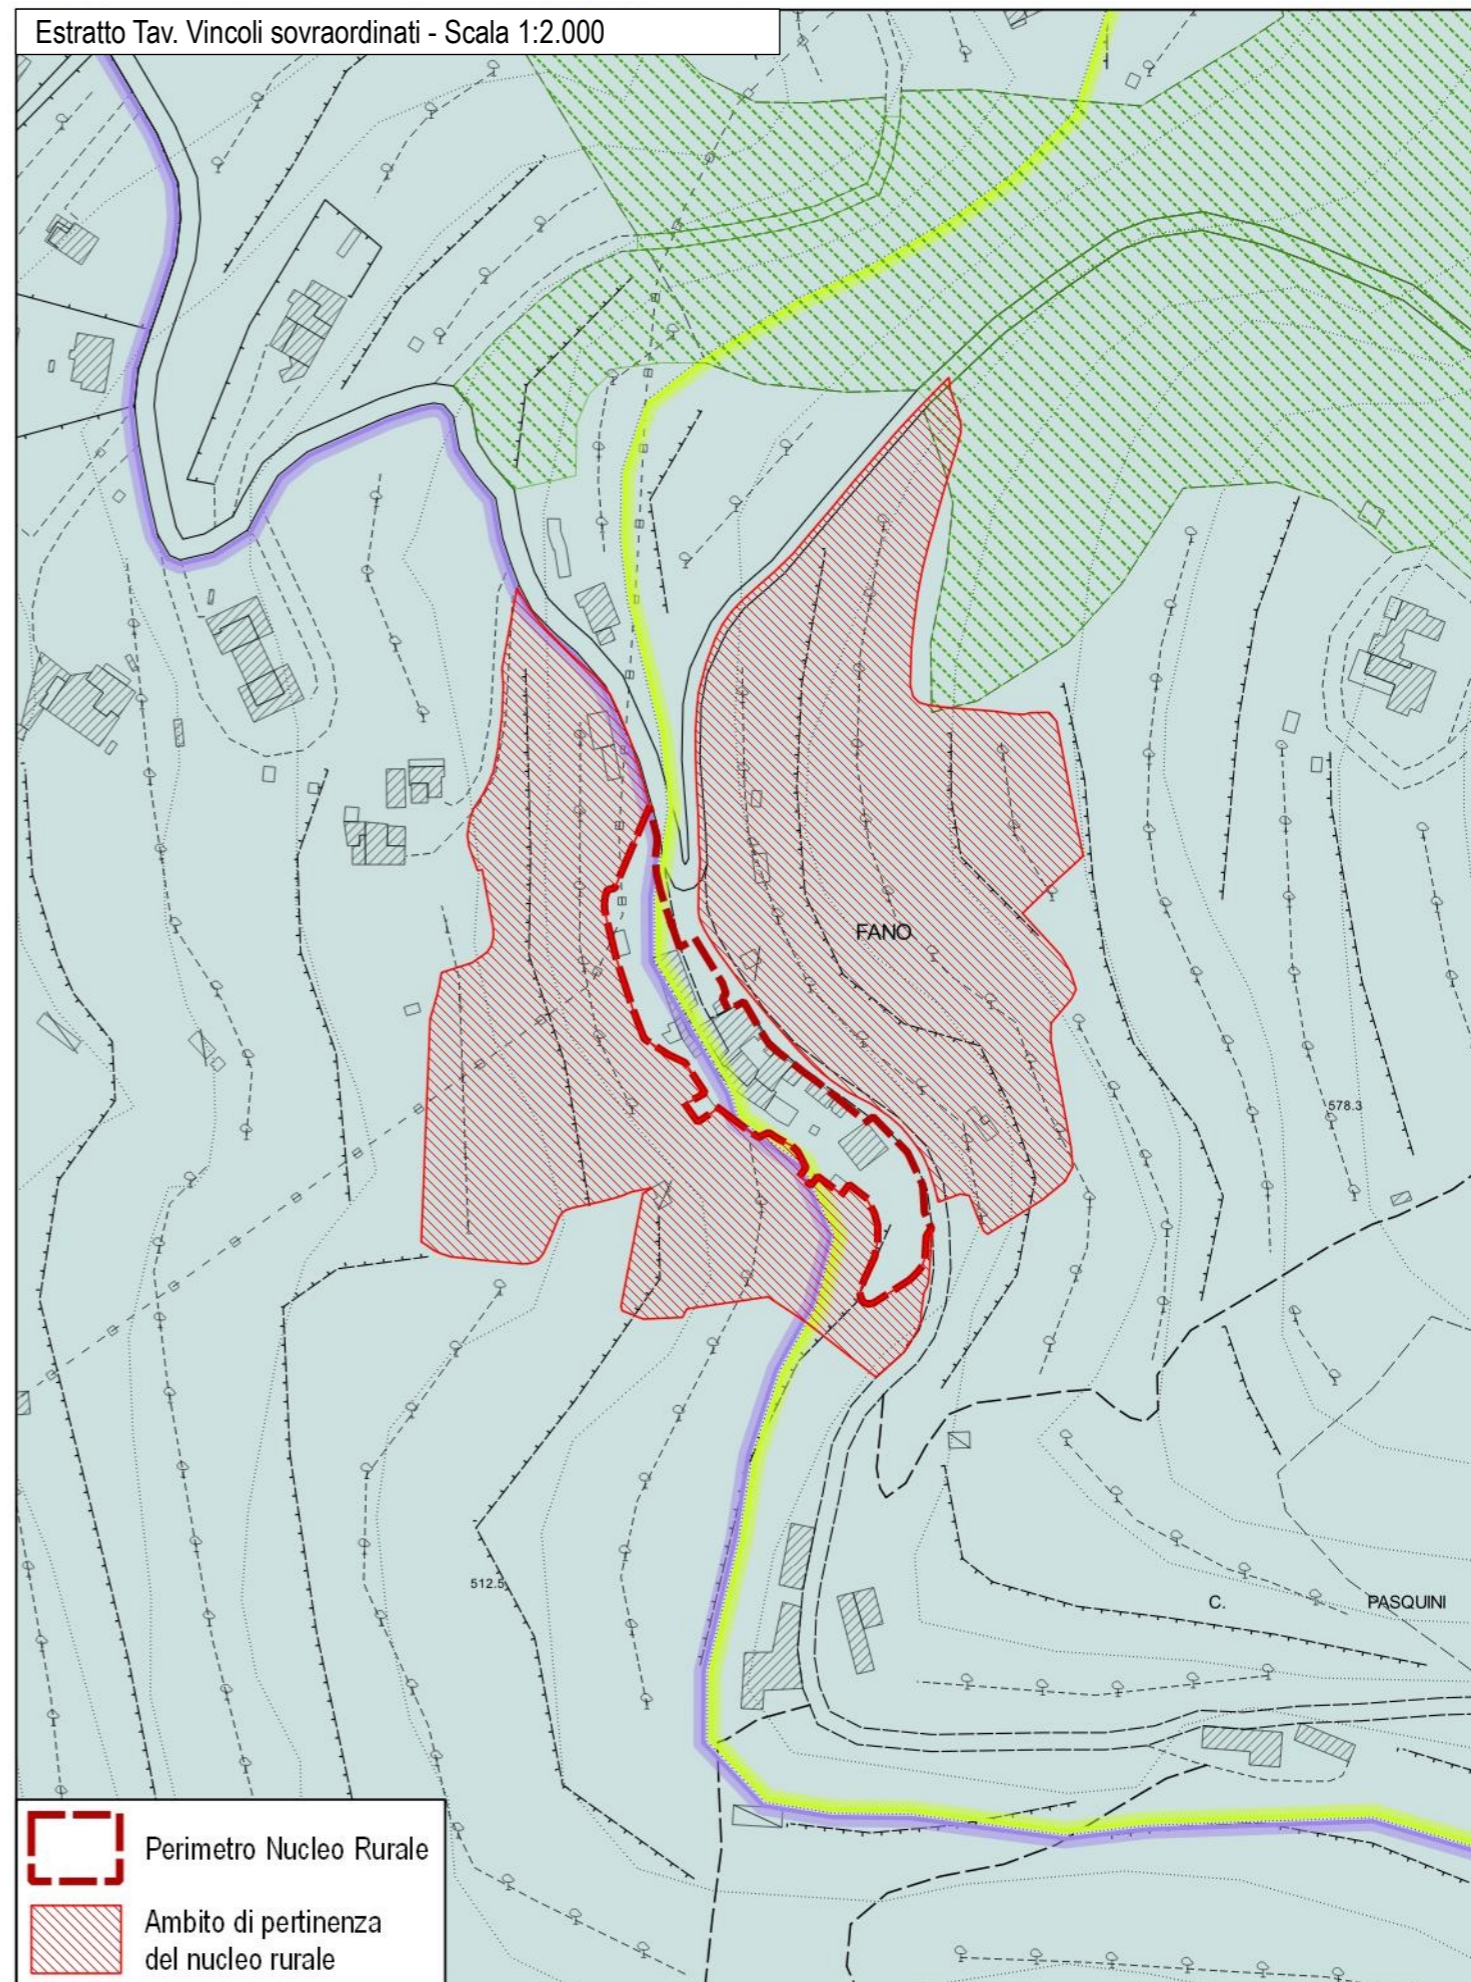 Estratto Tav. Vincoli sovraordinati - Scala 1:2.000
FANO
578.3
512.5
C. PASQUINI
Perimetro Nucleo Rurale
Ambito di pertinenza
del nucleo rurale